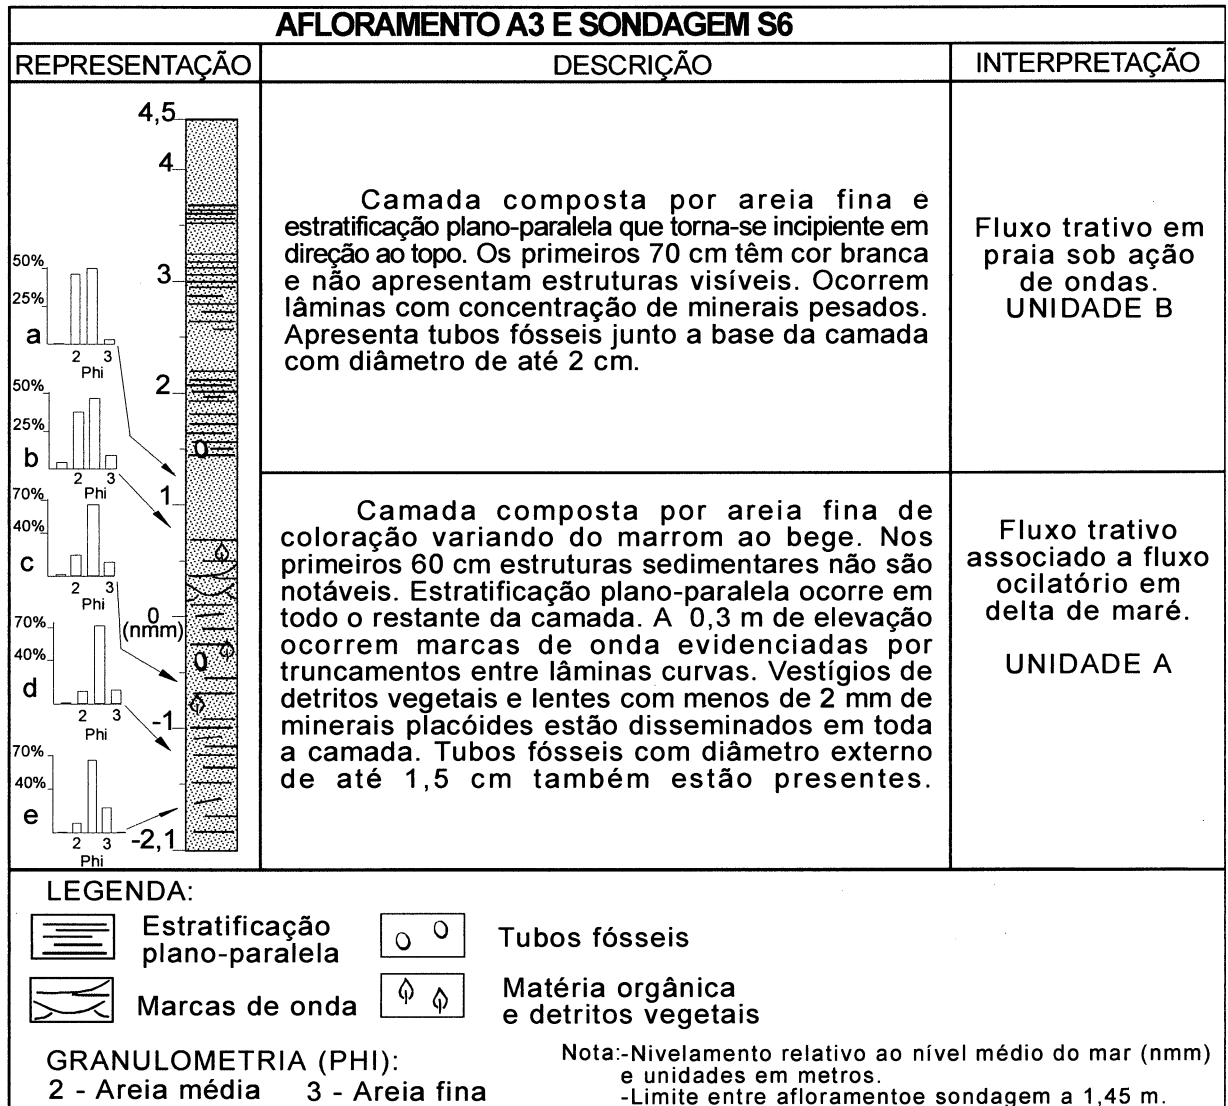 AFLORAMENTO A3 E SONDAGEM S6
REPRESENTAÇÃO
DESCRIÇÃO
INTERPRETAÇÃO
4,5
4
3
2
1
0
(nmm)
-1
-2,1
50%
25%
a
2 3
Phi
50%
25%
b
2 3
Phi
70%
40%
c
2 3
Phi
70%
40%
d
2 3
Phi
70%
40%
e
2 3
Phi
Camada composta por areia fina e
estratificação plano-paralela que torna-se incipiente em
direção ao topo. Os primeiros 70 cm têm cor branca
e não apresentam estruturas visíveis. Ocorrem
lâminas com concentração de minerais pesados.
Apresenta tubos fósseis junto a base da camada
com diâmetro de até 2 cm.
Fluxo trativo em
praia sob ação
de ondas.
UNIDADE B
Camada composta por areia fina de
coloração variando do marrom ao bege. Nos
primeiros 60 cm estruturas sedimentares não são
notáveis. Estratificação plano-paralela ocorre em
todo o restante da camada. A 0,3 m de elevação
ocorrem marcas de onda evidenciadas por
truncamentos entre lâminas curvas. Vestígios de
detritos vegetais e lentes com menos de 2 mm de
minerais placóides estão disseminados em toda
a camada. Tubos fósseis com diâmetro externo
de até 1,5 cm também estão presentes.
Fluxo trativo
associado a fluxo
ocilatório em
delta de maré.
UNIDADE A
LEGENDA:
Estratificação
plano-paralela
Tubos fósseis
Marcas de onda
Matéria orgânica
e detritos vegetais
GRANULOMETRIA (PHI):
2 - Areia média 3 - Areia fina
Nota:-Nivelamento relativo ao nível médio do mar (nmm)
e unidades em metros.
-Limite entre afloramentoe sondagem a 1,45 m.